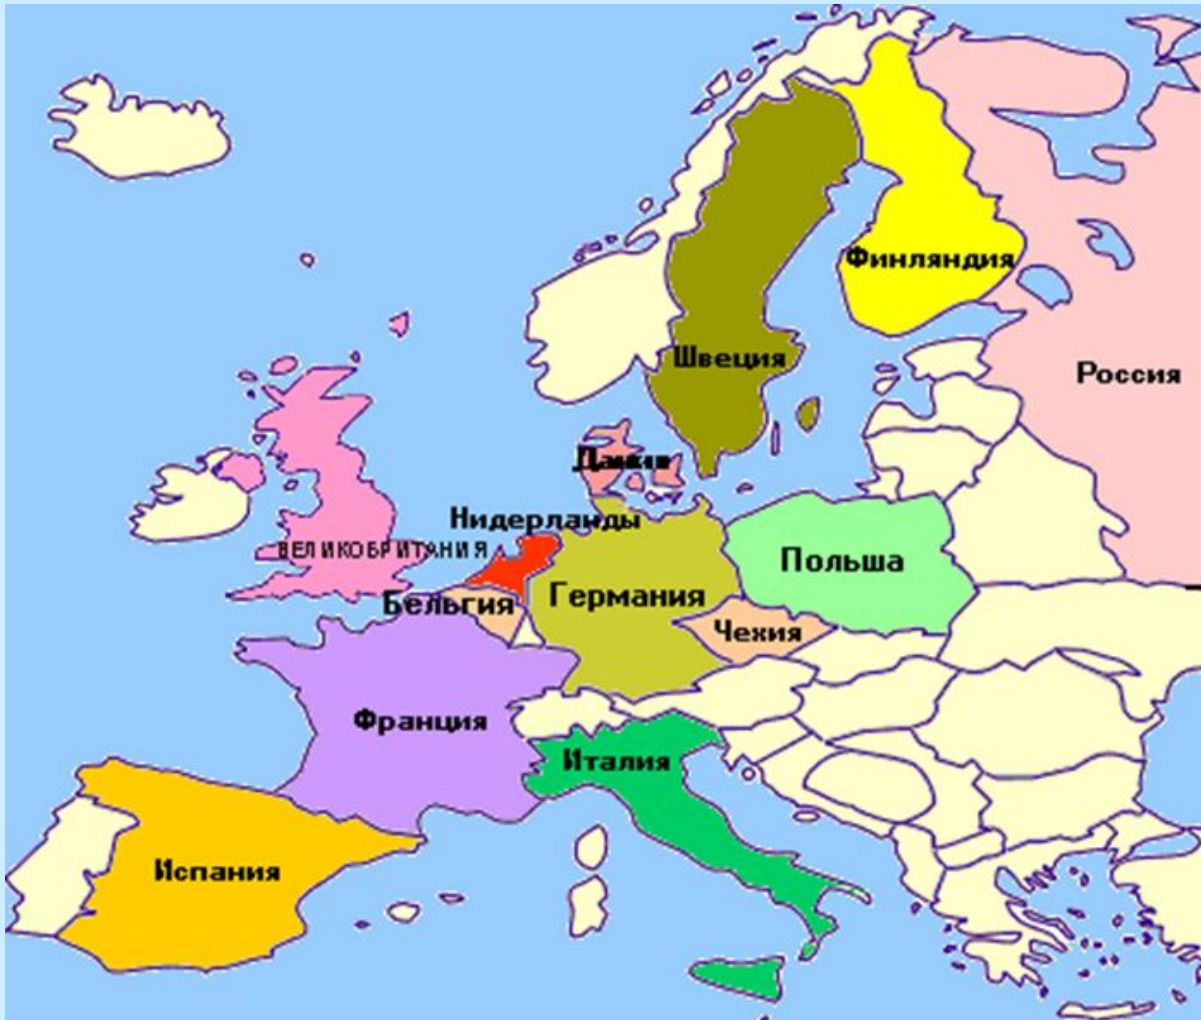 Финляндия
Швеция
Россия
Дания
Нидерланды
ВЕЛИКОБРИТАНИЯ
Польша
Бельгия
Германия
Чехия
Франция
Италия
Испания